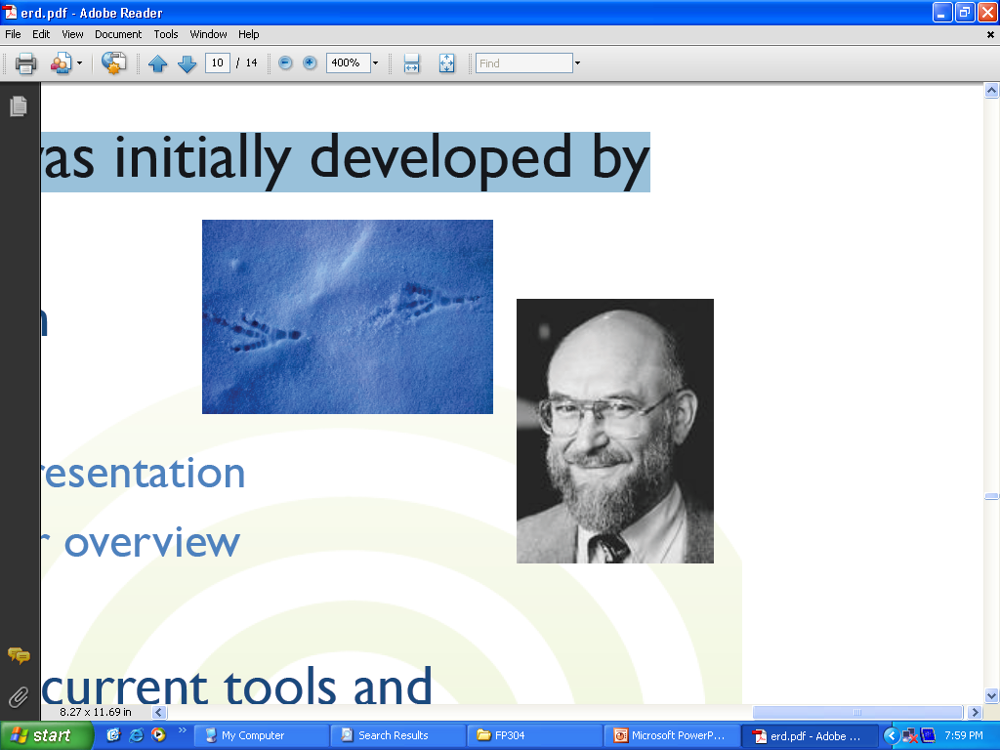 erd.pdf - Adobe Reader
File Edit View Document Tools Window Help
10 / 14 400% Find
was initially developed by
n
resentation
r overview
current tools and
8.27 x 11.69 in
start My Computer Search Results FP304 Microsoft PowerP... erd.pdf - Adobe ... 7:59 PM